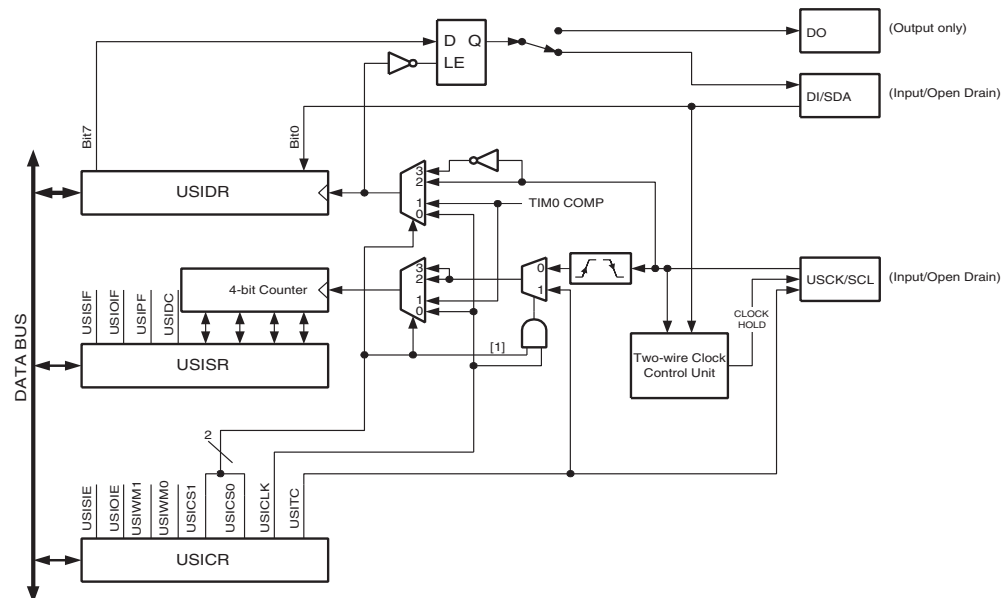 D Q
LE
DO
(Output only)
DI/SDA
(Input/Open Drain)
Bit7
Bit0
USIDR
3
2
1
0
TIM0 COMP
DATA BUS
USISIF
USIOIF
USIPF
USIDC
4-bit Counter
USISR
3
2
1
0
0
1
[1]
USCK/SCL
(Input/Open Drain)
CLOCK
HOLD
Two-wire Clock
Control Unit
2
USISIE
USIOIE
USIWM1
USIWM0
USICS1
USICS0
USICLK
USITC
USICR